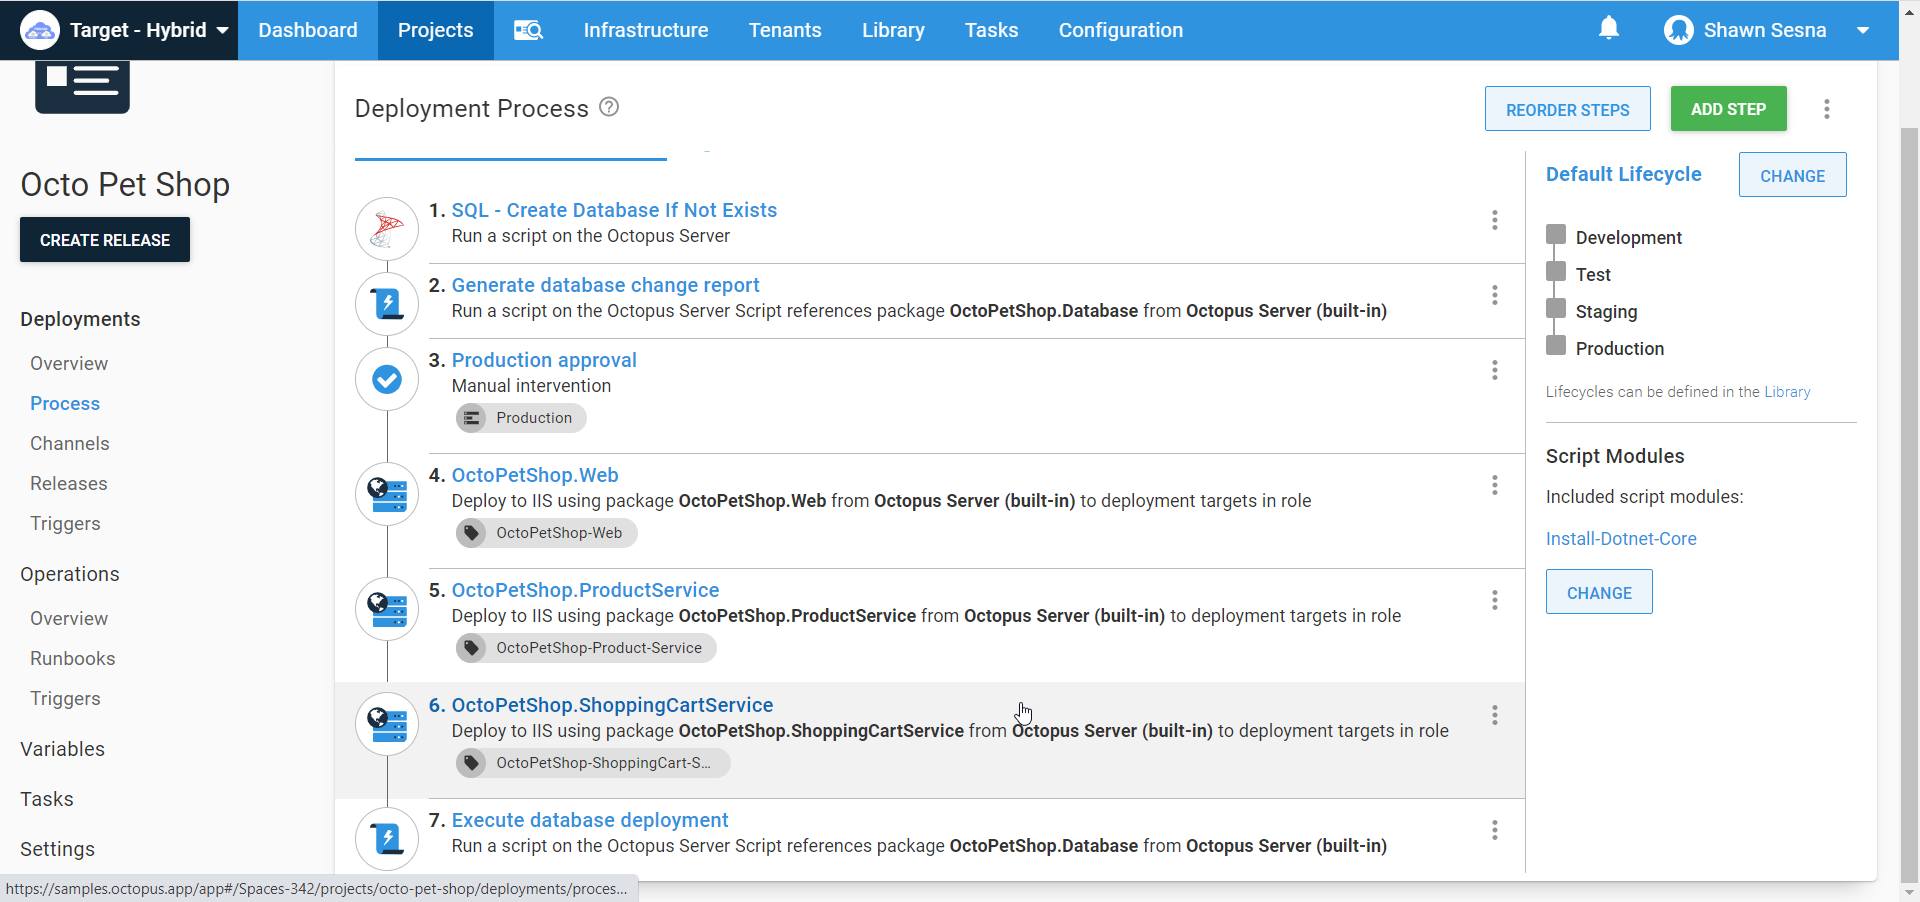 Target - Hybrid
Dashboard
Projects
Infrastructure
Tenants
Library
Tasks
Configuration
Shawn Sesna
Octo Pet Shop
CREATE RELEASE
Deployments
Overview
Process
Channels
Releases
Triggers
Operations
Overview
Runbooks
Triggers
Variables
Tasks
Settings
Deployment Process ?
REORDER STEPS
ADD STEP
1. SQL - Create Database If Not Exists
Run a script on the Octopus Server
2. Generate database change report
Run a script on the Octopus Server Script references package OctoPetShop.Database from Octopus Server (built-in)
3. Production approval
Manual intervention
Production
4. OctoPetShop.Web
Deploy to IIS using package OctoPetShop.Web from Octopus Server (built-in) to deployment targets in role
OctoPetShop-Web
5. OctoPetShop.ProductService
Deploy to IIS using package OctoPetShop.ProductService from Octopus Server (built-in) to deployment targets in role
OctoPetShop-Product-Service
6. OctoPetShop.ShoppingCartService
Deploy to IIS using package OctoPetShop.ShoppingCartService from Octopus Server (built-in) to deployment targets in role
OctoPetShop-ShoppingCart-S...
7. Execute database deployment
Run a script on the Octopus Server Script references package OctoPetShop.Database from Octopus Server (built-in)
Default Lifecycle
CHANGE
Development
Test
Staging
Production
Lifecycles can be defined in the Library
Script Modules
Included script modules:
Install-Dotnet-Core
CHANGE
https://samples.octopus.app/app#/Spaces-342/projects/octo-pet-shop/deployments/proces...